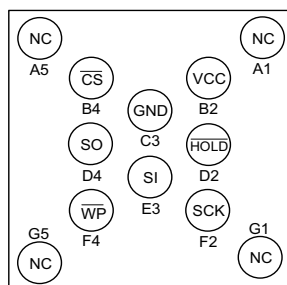 NC NC
A5 A1
CS VCC
B4 B2
GND
C3
SO HOLD
D4 D2
SI
E3
WP SCK
F4 F2
G5 G1
NC NC